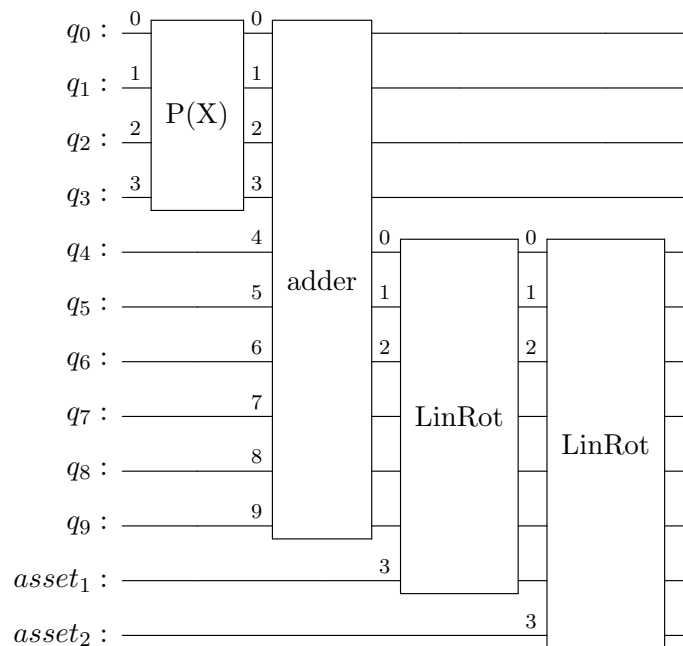 q0 : 0 0
q1 : 1 1
P(X)
q2 : 2 2
q3 : 3 3
q4 : 4 0 0
adder
q5 : 5 1 1
q6 : 6 2 2
q7 : 7 LinRot
LinRot
q8 : 8
q9 : 9
asset1 : 3
asset2 : 3